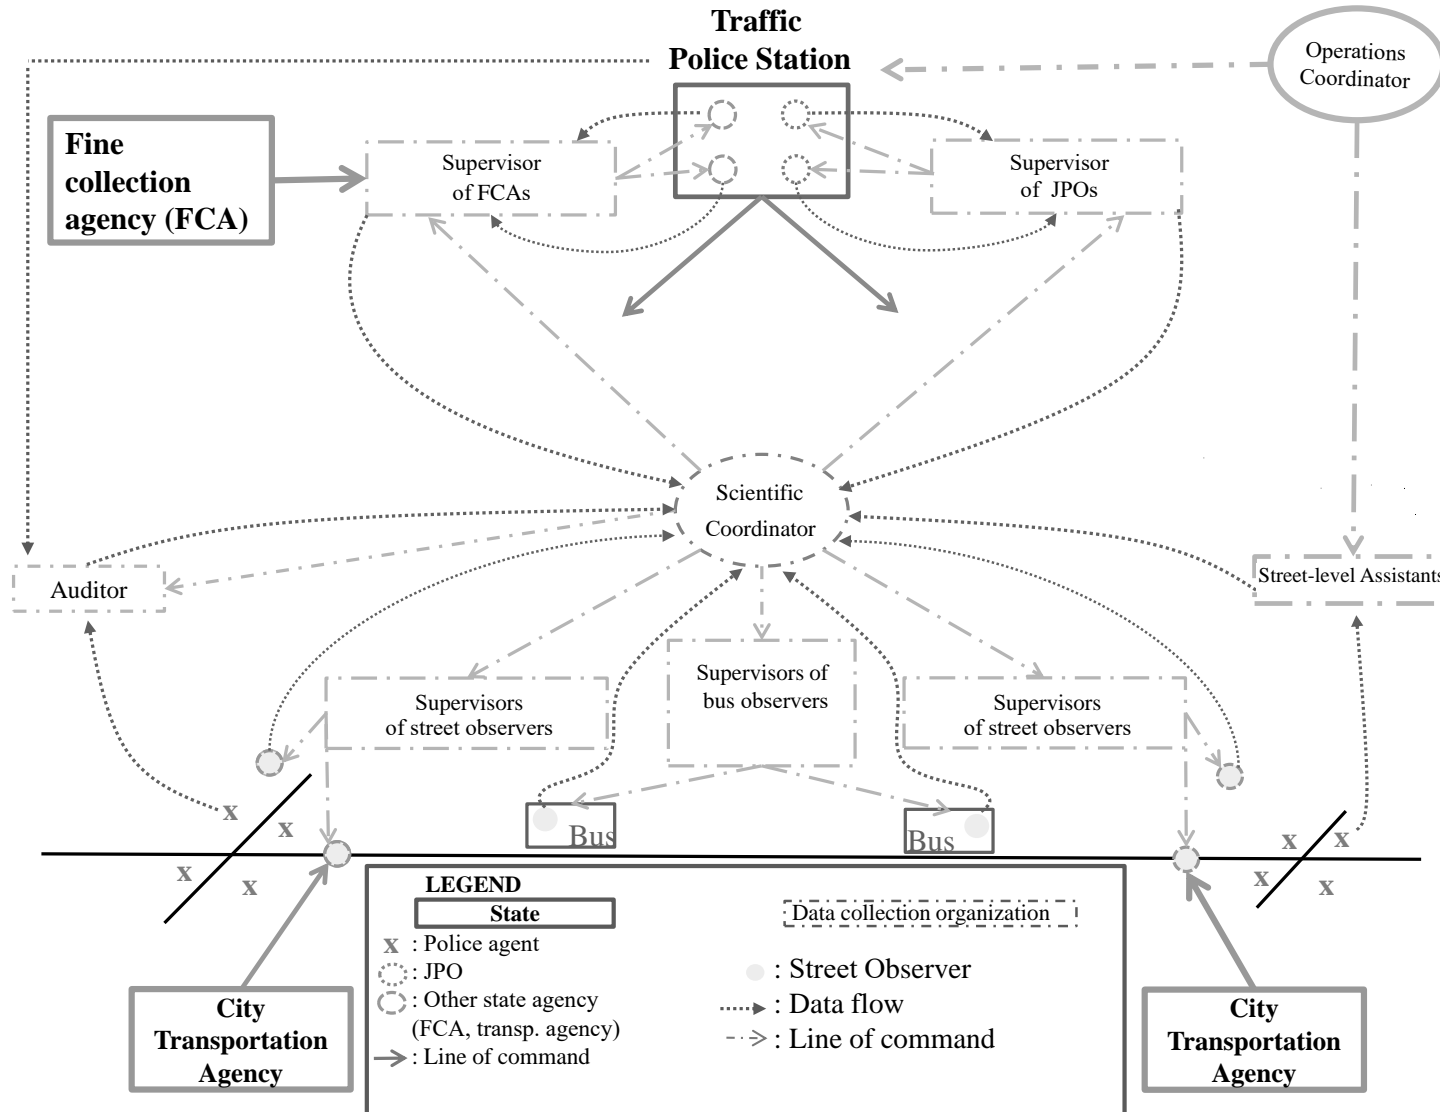 Traffic
Police Station
Operations
Coordinator
Fine
collection
agency (FCA)
Supervisor
of FCAs
Supervisor
of JPOs
Scientific
Coordinator
Auditor
Street-level Assistants
Supervisors
of street observers
Supervisors of
bus observers
Supervisors
of street observers
x
x
x
x
Bus
Bus
x
x
x
x
LEGEND
State
Data collection organization
x : Police agent
: JPO
: Other state agency
(FCA, transp. agency)
: Line of command
: Street Observer
: Data flow
: Line of command
City
Transportation
Agency
City
Transportation
Agency